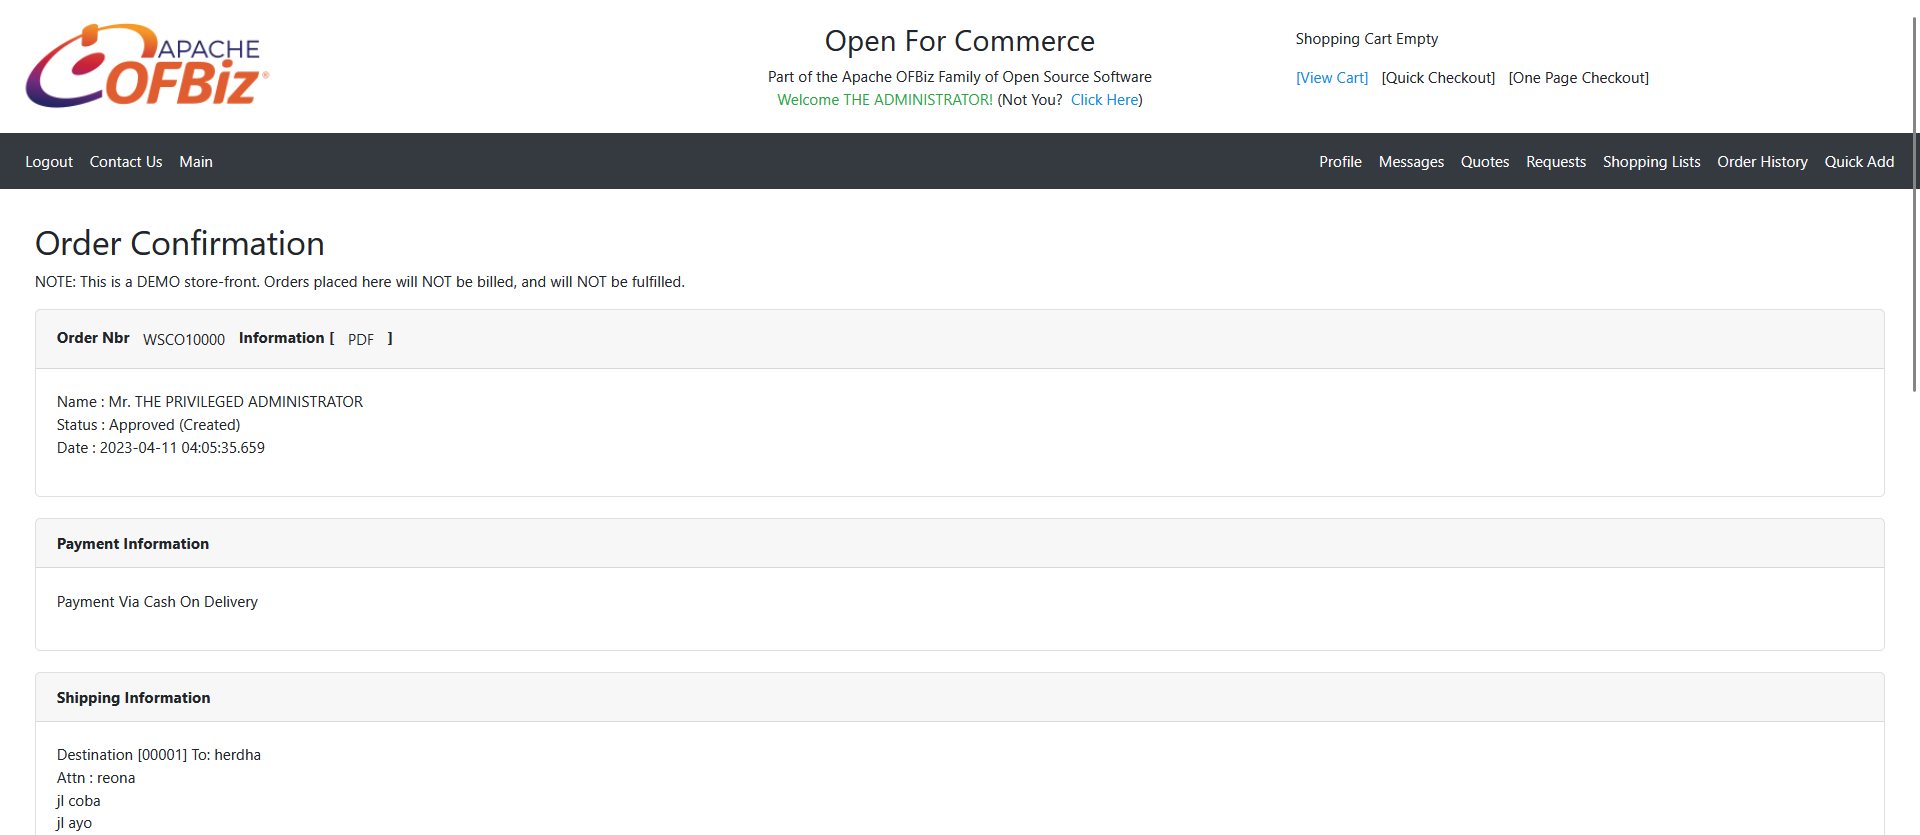 APACHE
OFBiz®
Open For Commerce
Part of the Apache OFBiz Family of Open Source Software
Welcome THE ADMINISTRATOR! (Not You? Click Here)
Shopping Cart Empty
[View Cart] [Quick Checkout] [One Page Checkout]
Logout Contact Us Main Profile Messages Quotes Requests Shopping Lists Order History Quick Add
Order Confirmation
NOTE: This is a DEMO store-front. Orders placed here will NOT be billed, and will NOT be fulfilled.
Order Nbr WSCO10000 Information [ PDF ]
Name : Mr. THE PRIVILEGED ADMINISTRATOR
Status : Approved (Created)
Date : 2023-04-11 04:05:35.659
Payment Information
Payment Via Cash On Delivery
Shipping Information
Destination [00001] To: herdha
Attn : reona
jl coba
jl ayo